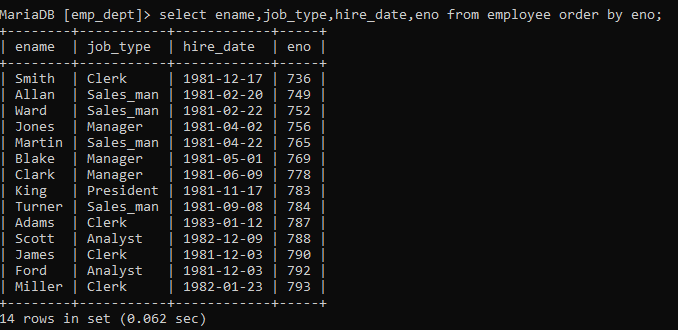 MariaDB [emp_dept]> select ename,job_type,hire_date,eno from employee order by eno;
+--------+-----------+------------+-----+
| ename  | job_type  | hire_date  | eno |
+--------+-----------+------------+-----+
| Smith  | Clerk     | 1981-12-17 | 736 |
| Allan  | Sales_man | 1981-02-20 | 749 |
| Ward   | Sales_man | 1981-02-22 | 752 |
| Jones  | Manager   | 1981-04-02 | 756 |
| Martin | Sales_man | 1981-04-22 | 765 |
| Blake  | Manager   | 1981-05-01 | 769 |
| Clark  | Manager   | 1981-06-09 | 778 |
| King   | President | 1981-11-17 | 783 |
| Turner | Sales_man | 1981-09-08 | 784 |
| Adams  | Clerk     | 1983-01-12 | 787 |
| Scott  | Analyst   | 1982-12-09 | 788 |
| James  | Clerk     | 1981-12-03 | 790 |
| Ford   | Analyst   | 1981-12-03 | 792 |
| Miller | Clerk     | 1982-01-23 | 793 |
+--------+-----------+------------+-----+
14 rows in set (0.062 sec)